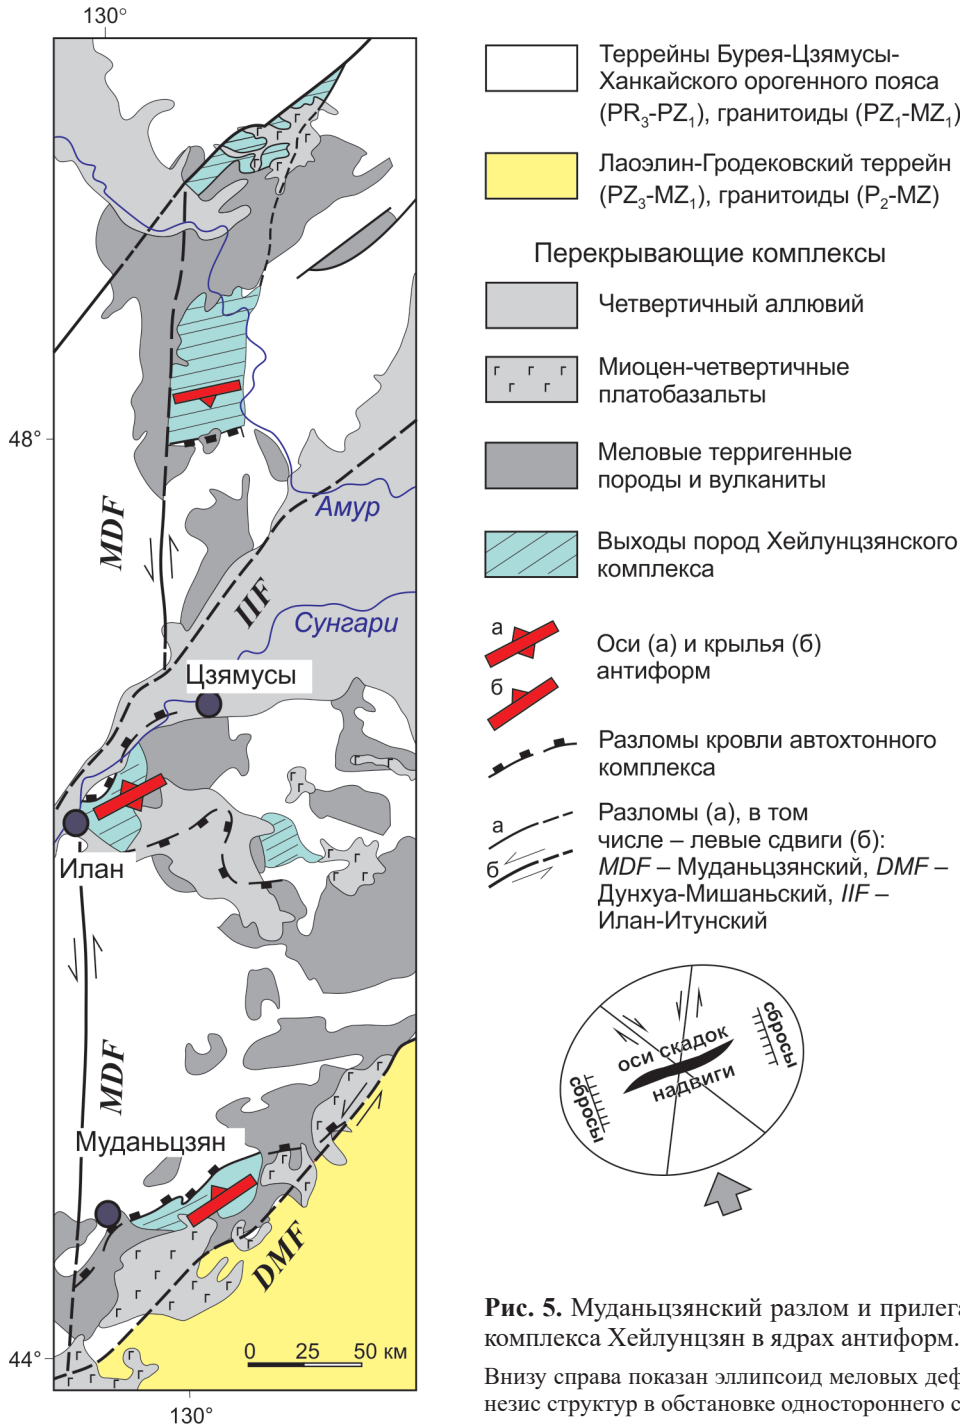 130°
48°
MDF
Амур
IIF
Сунгари
Цзямусы
Илан
MDF
Муданьцзян
DMF
0 25 50 км
44°
130°
Террейны Бурея-Цзямусы-
Ханкайского орогенного пояса
(PR₃-PZ₁), гранитоиды (PZ₁-MZ₁)
Лаоэлин-Гродековский террейн
(PZ₃-MZ₁), гранитоиды (P₂-MZ)
Перекрывающие комплексы
Четвертичный аллювий
Миоцен-четвертичные
платобазальты
Меловые терригенные
породы и вулканиты
Выходы пород Хейлунцзянского
комплекса
а
б
Оси (а) и крылья (б)
антиформ
Разломы кровли автохтонного
комплекса
а
б
Разломы (а), в том
числе – левые сдвиги (б):
MDF – Муданьцзянский, DMF –
Дунхуа-Мишаньский, IIF –
Илан-Итунский
сбросы
оси скадок
надвиги
сбросы
Рис. 5. Муданьцзянский разлом и прилега
комплекса Хейлунцзян в ядрах антиформ.
Внизу справа показан эллипсоид меловых деф
незис структур в обстановке одностороннего с